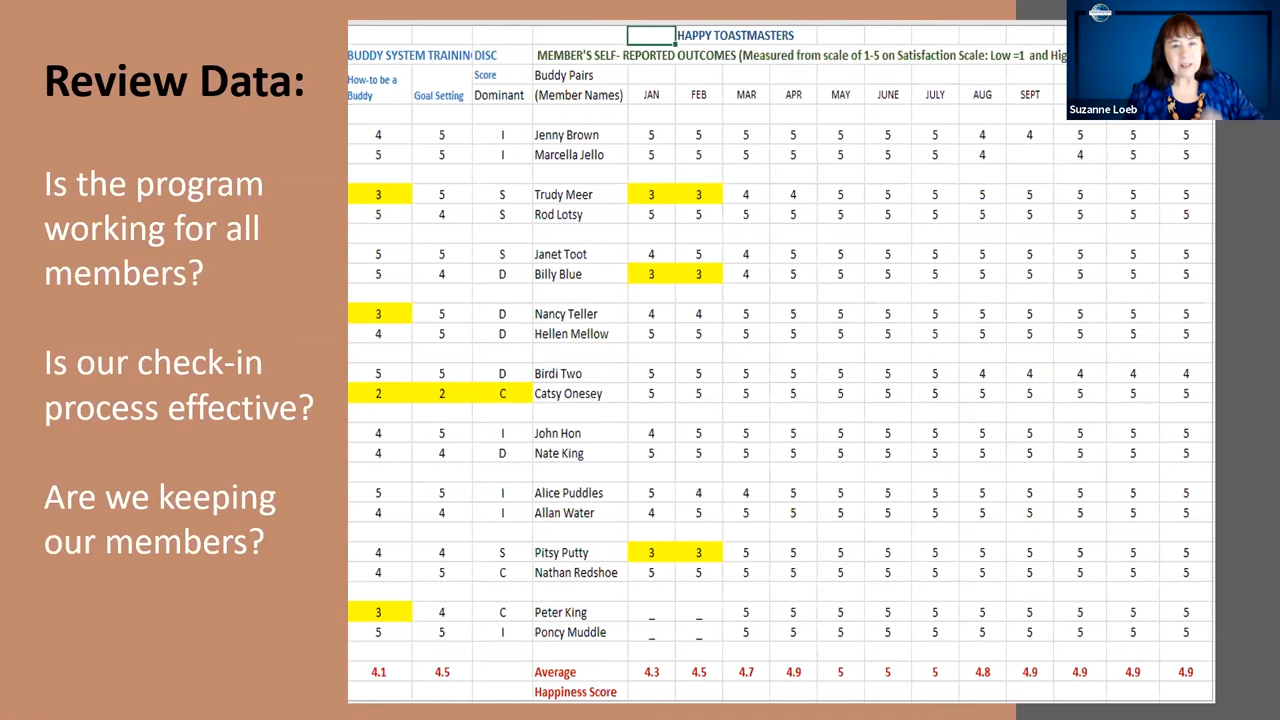 Review Data:
Is the program
working for all
members?
Is our check-in
process effective?
Are we keeping
our members?
HAPPY TOASTMASTERS
BUDDY SYSTEM TRAINING DISC MEMBER'S SELF- REPORTED OUTCOMES (Measured from scale of 1-5 on Satisfaction Scale: Low =1 and
How-to be a Buddy Goal Setting Score Dominant Buddy Pairs (Member Names) JAN FEB MAR APR MAY JUNE JULY AUG SEPT
4 5 I Jenny Brown 5 5 5 5 5 5 5 4 4 5 5 5
5 5 I Marcella Jello 5 5 5 5 5 5 5 4 4 5 5
3 5 S Trudy Meer 3 3 4 4 5 5 5 5 5 5 5 5
5 4 S Rod Lotsy 5 5 5 5 5 5 5 5 5 5 5 5
5 5 S Janet Toot 4 5 4 5 5 5 5 5 5 5 5 5
5 4 D Billy Blue 3 3 4 5 5 5 5 5 5 5 5 5
3 5 D Nancy Teller 4 4 5 5 5 5 5 5 5 5 5 5
4 5 D Hellen Mellow 5 5 5 5 5 5 5 5 5 5 5 5
5 5 D Birdi Two 5 5 5 5 5 5 5 4 4 4 4 4
2 2 C Catsy Onesey 5 5 5 5 5 5 5 5 5 5 5 5
4 5 I John Hon 4 5 5 5 5 5 5 5 5 5 5 5
4 4 D Nate King 5 5 5 5 5 5 5 5 5 5 5 5
5 5 I Alice Puddles 5 4 4 5 5 5 5 5 5 5 5 5
4 4 I Allan Water 4 5 5 5 5 5 5 5 5 5 5 5
4 4 S Pitsy Putty 3 3 5 5 5 5 5 5 5 5 5 5
4 5 C Nathan Redshoe 5 5 5 5 5 5 5 5 5 5 5 5
3 4 C Peter King _ _ 5 5 5 5 5 5 5 5 5 5
5 5 I Poncy Muddle _ _ 5 5 5 5 5 5 5 5 5 5
4.1 4.5 Average 4.3 4.5 4.7 4.9 5 5 5 4.8 4.9 4.9 4.9 4.9
Happiness Score
Suzanne Loeb